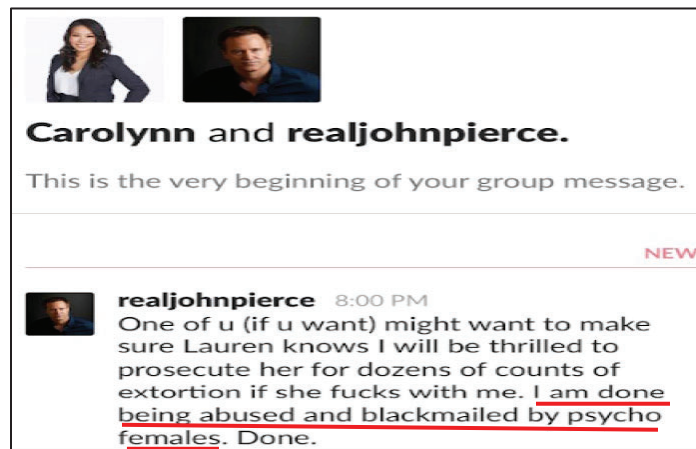 Carolynn and realjohnpierce.
This is the very beginning of your group message.
NEW
realjohnpierce 8:00 PM
One of u (if u want) might want to make
sure Lauren knows I will be thrilled to
prosecute her for dozens of counts of
extortion if she fucks with me. I am done
being abused and blackmailed by psycho
females. Done.